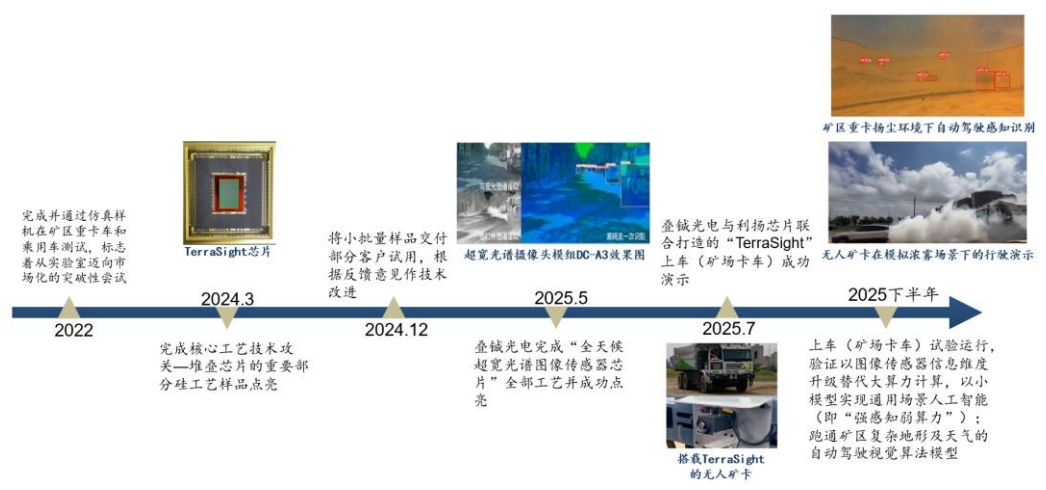 矿区重卡扬尘环境下自动驾驶感知识别
完成并通过仿真样
机在矿区重卡车和
乘用车测试，标志
着从实验室迈向市
场化的突破性尝试
2022
TerraSight芯片
2024.3
完成核心工艺技术攻
关—堆叠芯片的重要部
分硅工艺样品点亮
将小批量样品交付
部分客户试用，根
据反馈意见作技术
改进
2024.12
超宽光谱摄像头模组DC-A3效果图
2025.5
叠铖光电完成“全天候
超宽光谱图像传感器芯
片”全部工艺并成功点
亮
叠铖光电与利扬芯片联
合打造的“TerraSight”
上车（矿场卡车）成功
演示
2025.7
搭载TerraSight
的无人矿卡
无人矿卡在模拟浓雾场景下的行驶演示
2025下半年
上车（矿场卡车）试验运行，
验证以图像传感器信息维度
升级替代大算力计算，以小
模型实现通用场景人工智能
（即“强感知弱算力”）；
跑通矿区复杂地形及天气的
自动驾驶视觉算法模型